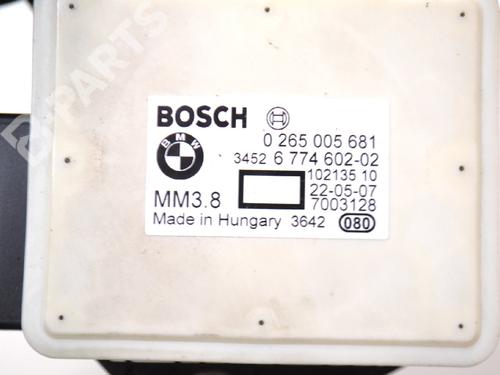 B-PARTS
BOSCH
BMW
0 265 005 681
3452 6 774 602-02
102135 10
MM3.8
22-05-07
7003128
Made in Hungary 3642
080